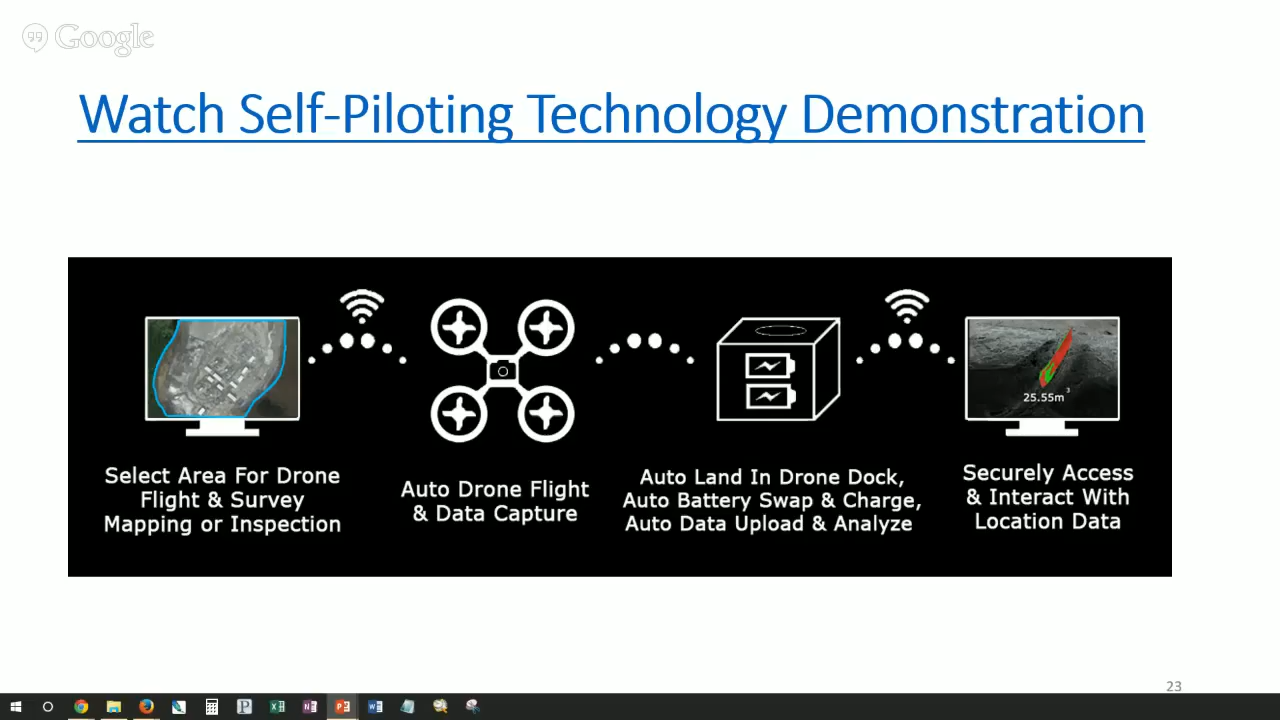 Google
Watch Self-Piloting Technology Demonstration
25.55m³
Select Area For Drone
Flight & Survey
Mapping or Inspection
Auto Drone Flight
& Data Capture
Auto Land In Drone Dock,
Auto Battery Swap & Charge,
Auto Data Upload & Analyze
Securely Access
& Interact With
Location Data
23